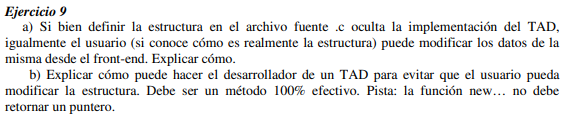 Ejercicio 9
a) Si bien definir la estructura en el archivo fuente .c oculta la implementación del TAD,
igualmente el usuario (si conoce cómo es realmente la estructura) puede modificar los datos de la
misma desde el front-end. Explicar cómo.
b) Explicar cómo puede hacer el desarrollador de un TAD para evitar que el usuario pueda
modificar la estructura. Debe ser un método 100% efectivo. Pista: la función new… no debe
retornar un puntero.